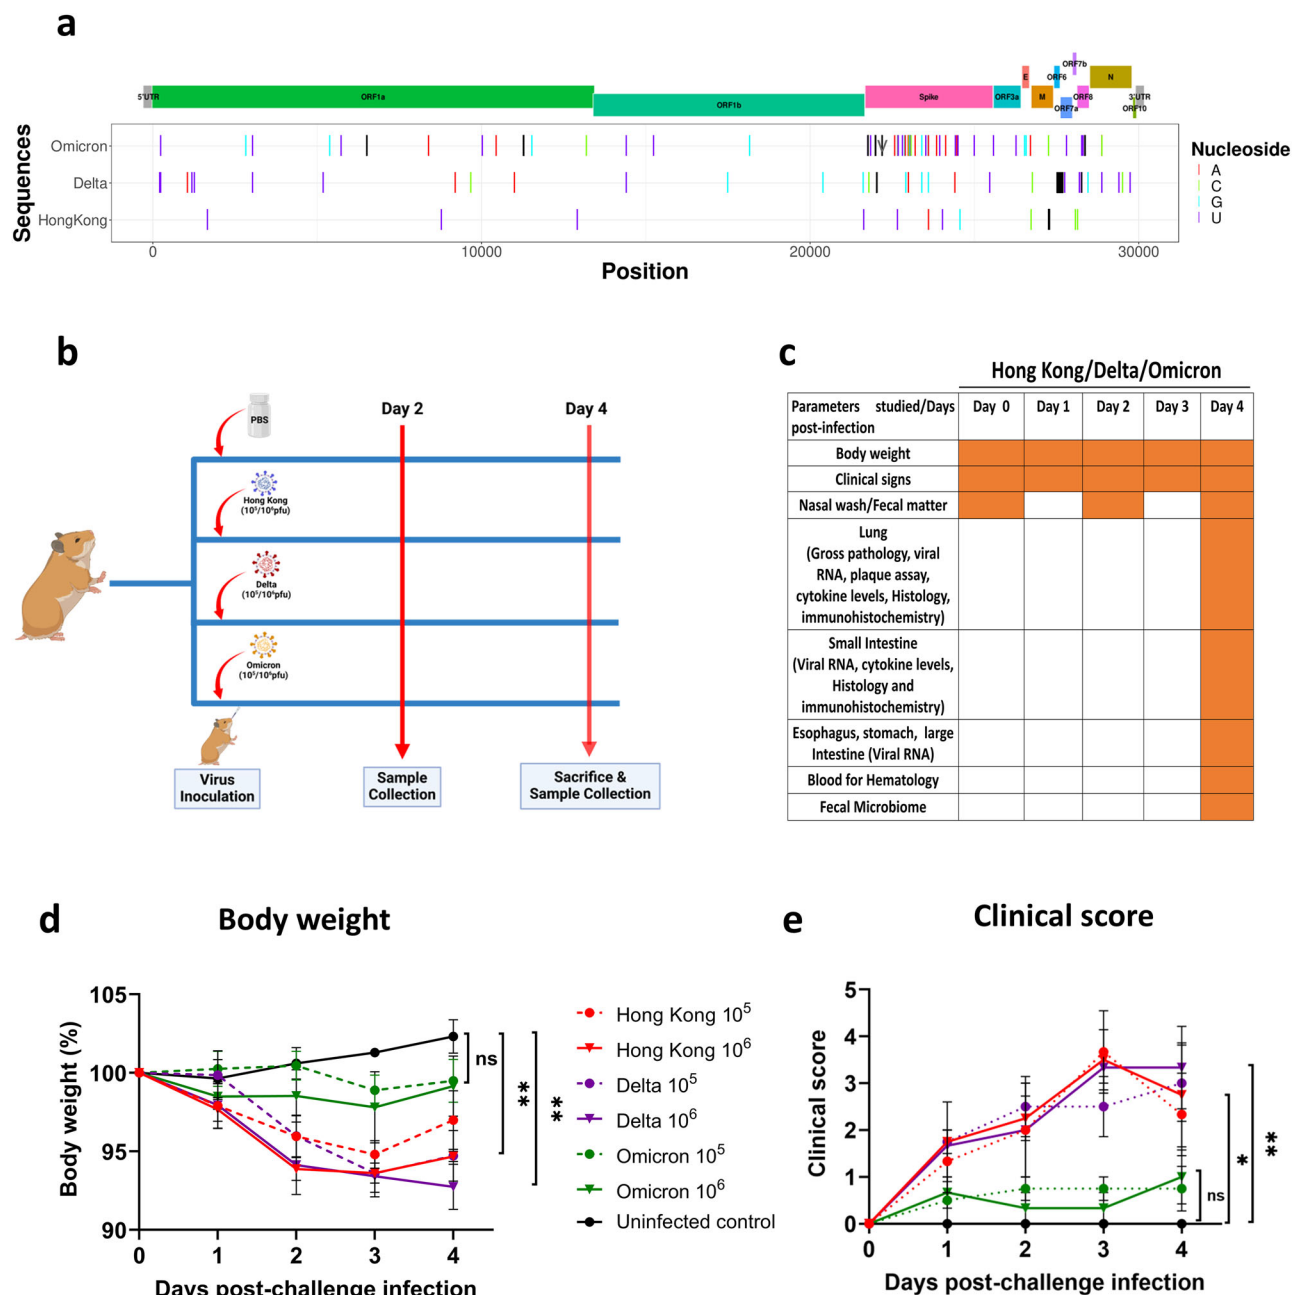 a
5'UTR
ORF1a
ORF1b
Spike
ORF3a
E
M
ORF6
ORF7a
ORF7b
ORF8
N
3'UTR
ORF10
Sequences
Omicron
Delta
HongKong
0
10000
20000
30000
Position
Nucleoside
A
C
G
U
b
PBS
Day 2
Day 4
Hong Kong
(10⁵/10⁶pfu)
Delta
(10⁵/10⁶pfu)
Omicron
(10⁵/10⁶pfu)
Virus
Inoculation
Sample
Collection
Sacrifice &
Sample Collection
c
Hong Kong/Delta/Omicron
Parameters studied/Days
post-infection
Day 0
Day 1
Day 2
Day 3
Day 4
Body weight
Clinical signs
Nasal wash/Fecal matter
Lung
(Gross pathology, viral
RNA, plaque assay,
cytokine levels, Histology,
immunohistochemistry)
Small Intestine
(Viral RNA, cytokine levels,
Histology and
immunohistochemistry)
Esophagus, stomach, large
Intestine (Viral RNA)
Blood for Hematology
Fecal Microbiome
d
Body weight
Body weight (%)
105
100
95
90
0
1
2
3
4
Days post-challenge infection
ns
**
**
Hong Kong 10⁵
Hong Kong 10⁶
Delta 10⁵
Delta 10⁶
Omicron 10⁵
Omicron 10⁶
Uninfected control
e
Clinical score
Clinical score
5
4
3
2
1
0
0
1
2
3
4
Days post-challenge infection
ns
*
**